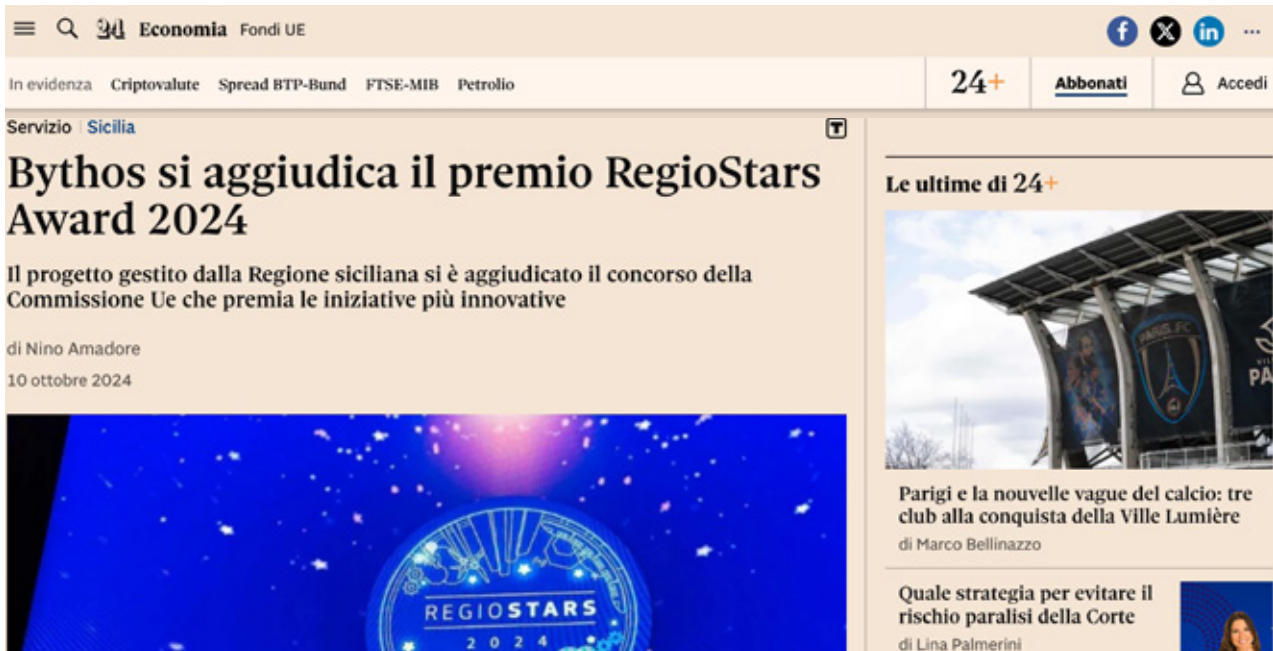 24 Economia Fondi UE
In evidenza Criptovalute Spread BTP-Bund FTSE-MIB Petrolio
24+ Abbonati Accedi
Servizio Sicilia
Bythos si aggiudica il premio RegioStars
Award 2024
Il progetto gestito dalla Regione siciliana si è aggiudicato il concorso della
Commissione Ue che premia le iniziative più innovative
di Nino Amadore
10 ottobre 2024
REGIOSTARS
2024
Le ultime di 24+
PARIS FC
PA
Parigi e la nouvelle vague del calcio: tre
club alla conquista della Ville Lumière
di Marco Bellinazzo
Quale strategia per evitare il
rischio paralisi della Corte
di Lina Palmerini